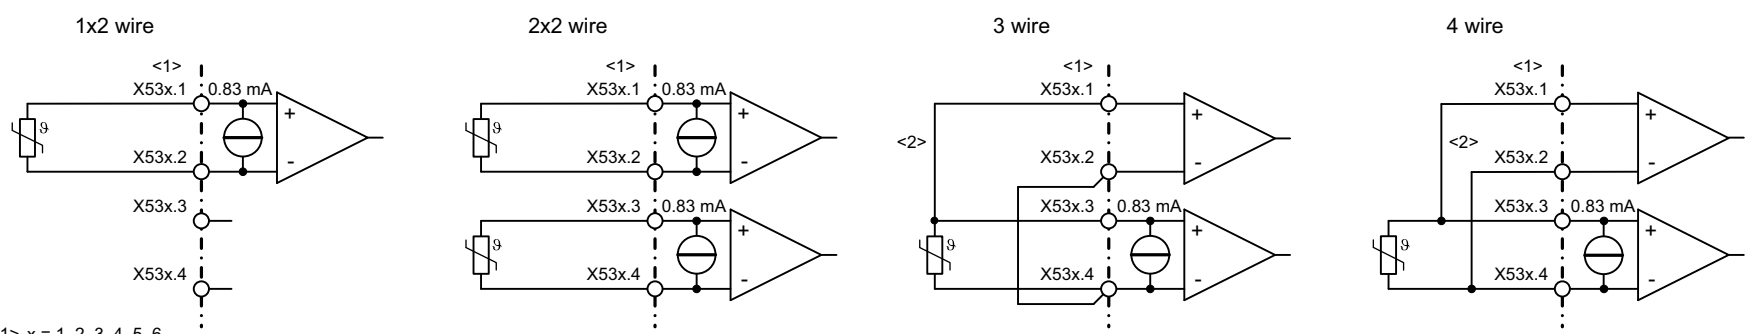 1x2 wire
<1>
X53x.1
0.83 mA
+
ϑ
X53x.2
-
X53x.3
X53x.4
2x2 wire
<1>
X53x.1
0.83 mA
+
ϑ
X53x.2
-
X53x.3
0.83 mA
+
ϑ
X53x.4
-
3 wire
<1>
X53x.1
+
<2>
X53x.2
-
X53x.3
0.83 mA
+
ϑ
X53x.4
-
4 wire
<1>
X53x.1
+
<2>
X53x.2
-
X53x.3
0.83 mA
+
ϑ
X53x.4
-
1> x = 1, 2, 3, 4, 5, 6